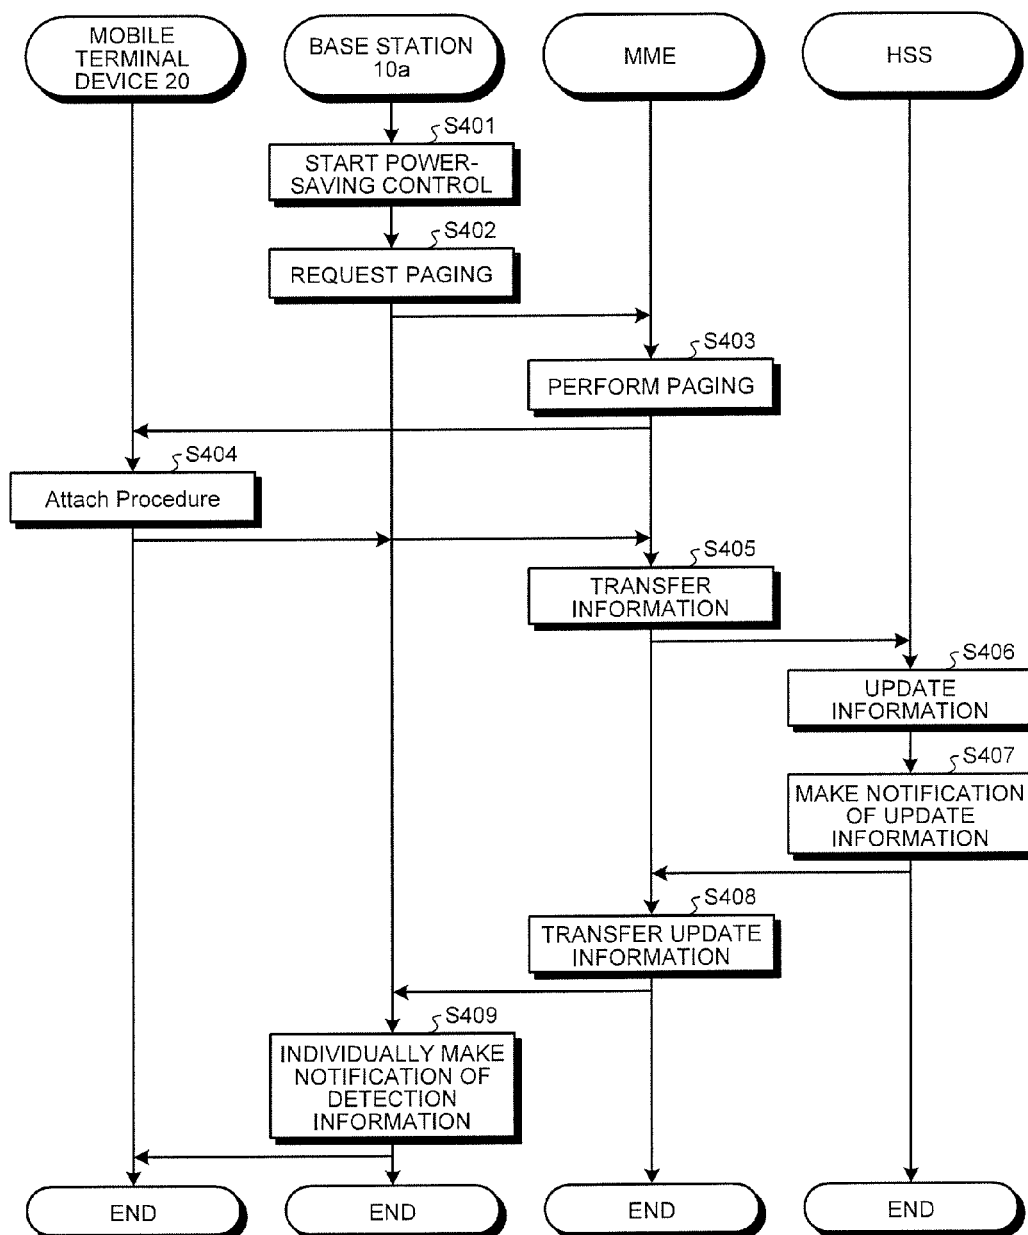 MOBILE
TERMINAL
DEVICE 20
BASE STATION
10a
MME
HSS
S401
START POWER-
SAVING CONTROL
S402
REQUEST PAGING
S403
PERFORM PAGING
S404
Attach Procedure
S405
TRANSFER
INFORMATION
S406
UPDATE
INFORMATION
S407
MAKE NOTIFICATION
OF UPDATE
INFORMATION
S408
TRANSFER UPDATE
INFORMATION
S409
INDIVIDUALLY MAKE
NOTIFICATION OF
DETECTION
INFORMATION
END
END
END
END